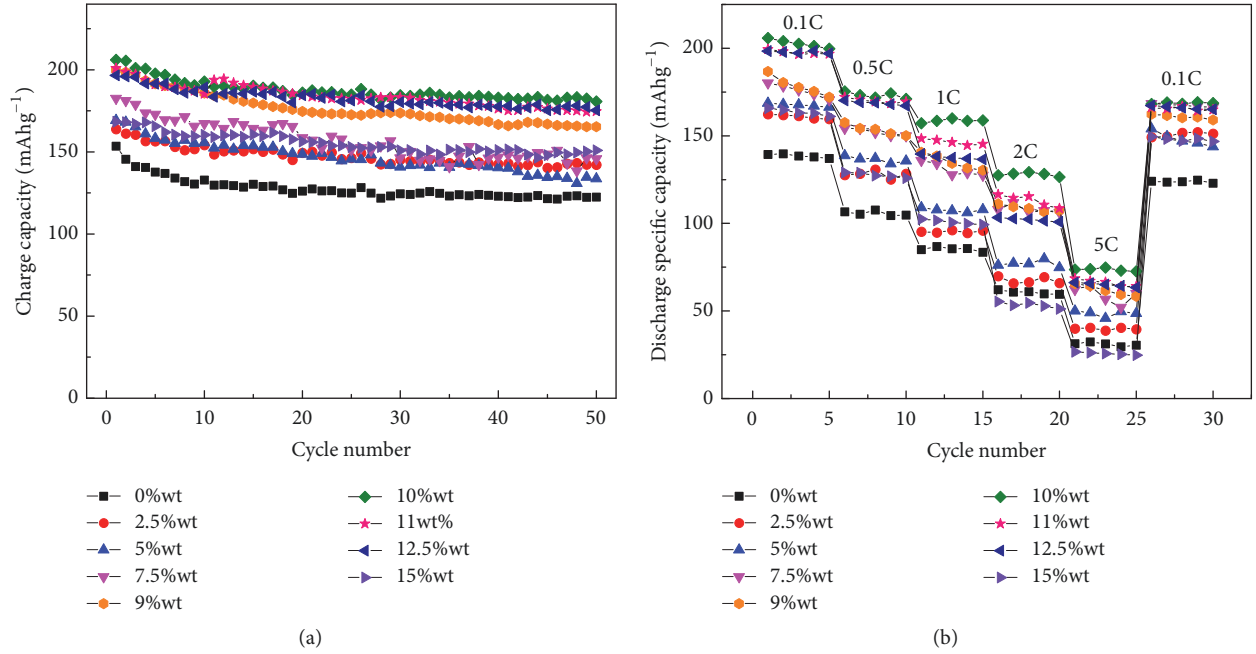 200
150
100
50
0
Charge capacity (mAhg⁻¹)
0 10 20 30 40 50
Cycle number
0%wt
2.5%wt
5%wt
7.5%wt
9%wt
10%wt
11wt%
12.5%wt
15%wt
(a)
200
150
100
50
0
Discharge specific capacity (mAhg⁻¹)
0.1C
0.5C
1C
2C
5C
0.1C
0 5 10 15 20 25 30
Cycle number
0%wt
2.5%wt
5%wt
7.5%wt
9%wt
10%wt
11%wt
12.5%wt
15%wt
(b)